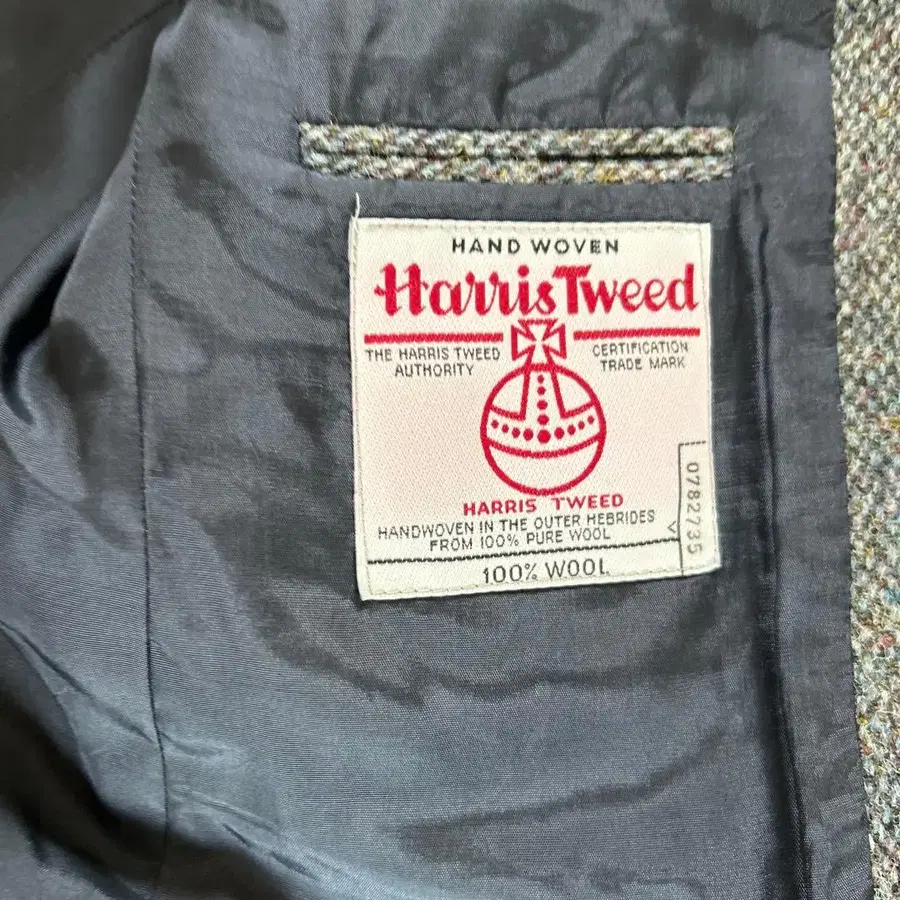 HAND WOVEN
Harris Tweed
THE HARRIS TWEED
AUTHORITY
CERTIFICATION
TRADE MARK
HARRIS TWEED
HANDWOVEN IN THE OUTER HEBRIDES
FROM 100% PURE WOOL
100% WOOL
0782735